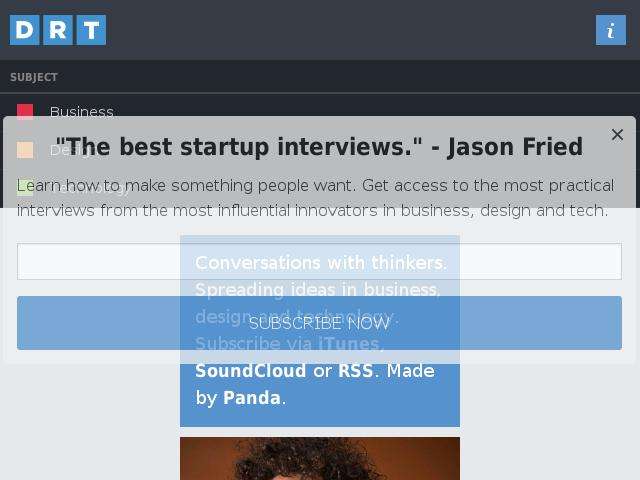 DRT
i
SUBJECT
Business
Design
Technology
×
"The best startup interviews." - Jason Fried
Learn how to make something people want. Get access to the most practical
interviews from the most influential innovators in business, design and tech.
Conversations with thinkers.
Spreading ideas in business,
design and technology.
SUBSCRIBE NOW
Subscribe via iTunes,
SoundCloud or RSS. Made
by Panda.